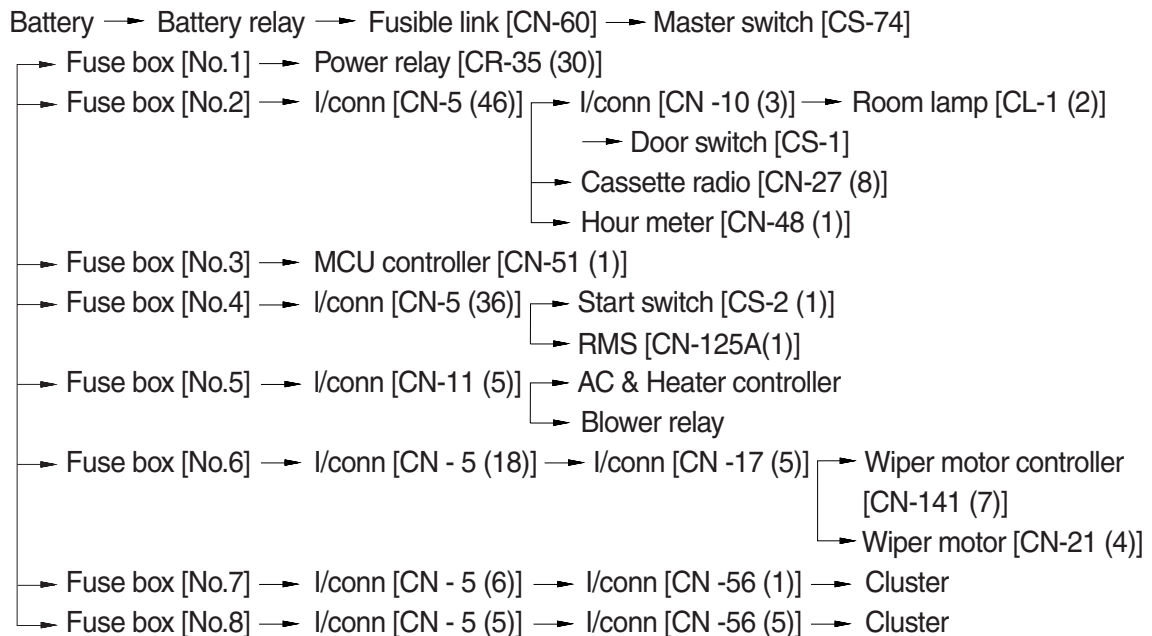 Battery → Battery relay → Fusible link [CN-60] → Master switch [CS-74]
→ Fuse box [No.1] → Power relay [CR-35 (30)]
→ Fuse box [No.2] → I/conn [CN-5 (46)] → I/conn [CN -10 (3)] → Room lamp [CL-1 (2)]
→ Door switch [CS-1]
→ Cassette radio [CN-27 (8)]
→ Hour meter [CN-48 (1)]
→ Fuse box [No.3] → MCU controller [CN-51 (1)]
→ Fuse box [No.4] → I/conn [CN-5 (36)] → Start switch [CS-2 (1)]
→ RMS [CN-125A(1)]
→ Fuse box [No.5] → I/conn [CN-11 (5)] → AC & Heater controller
→ Blower relay
→ Fuse box [No.6] → I/conn [CN - 5 (18)] → I/conn [CN -17 (5)] → Wiper motor controller
[CN-141 (7)]
→ Wiper motor [CN-21 (4)]
→ Fuse box [No.7] → I/conn [CN - 5 (6)] → I/conn [CN -56 (1)] → Cluster
→ Fuse box [No.8] → I/conn [CN - 5 (5)] → I/conn [CN -56 (5)] → Cluster